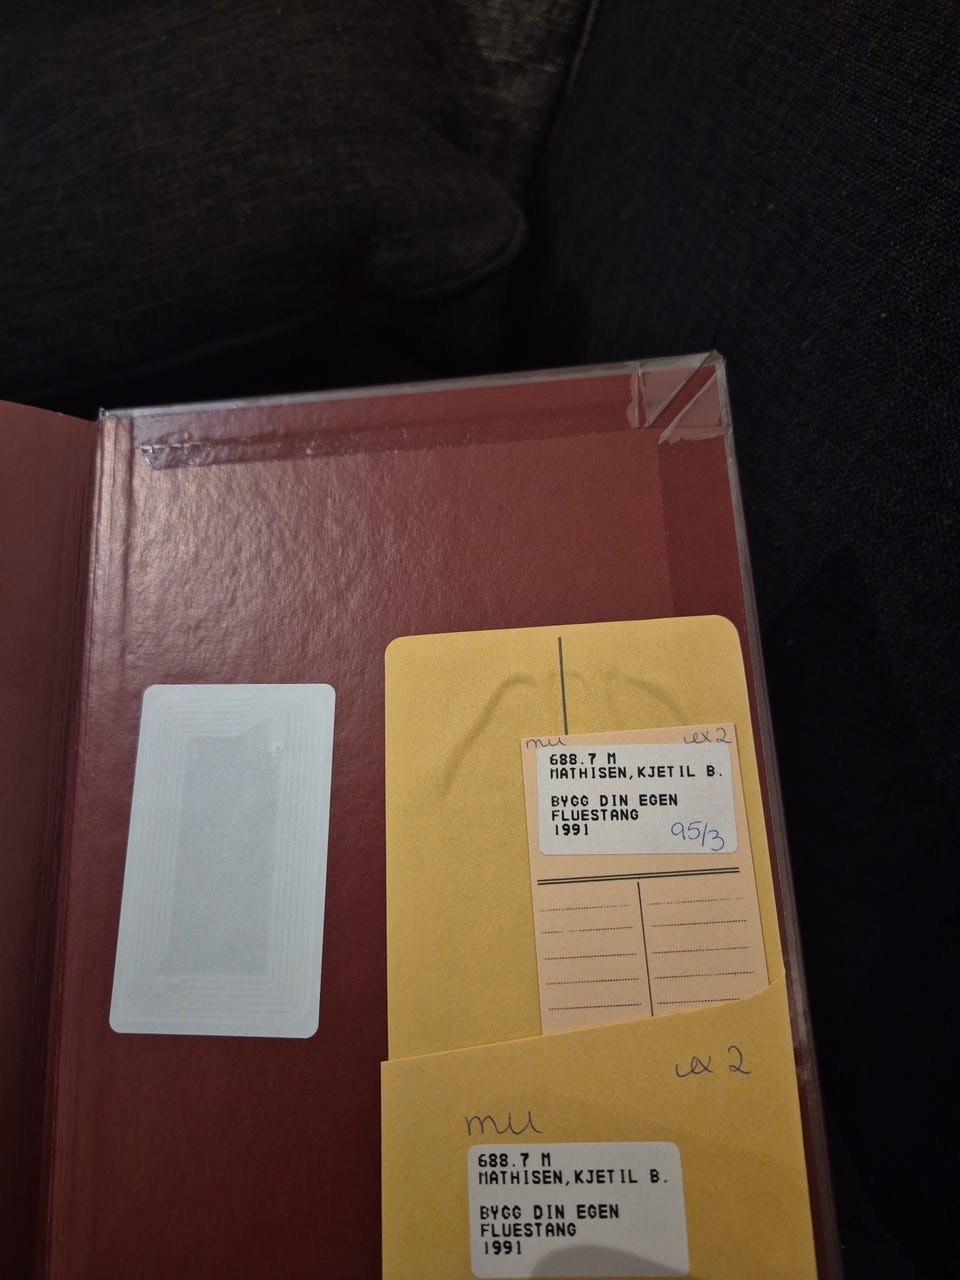 mu ex 2
688.7 M
MATHISEN,KJETIL B.
BYGG DIN EGEN
FLUESTANG
1991
95/3
ex 2
mu
688.7 M
MATHISEN,KJETIL B.
BYGG DIN EGEN
FLUESTANG
1991